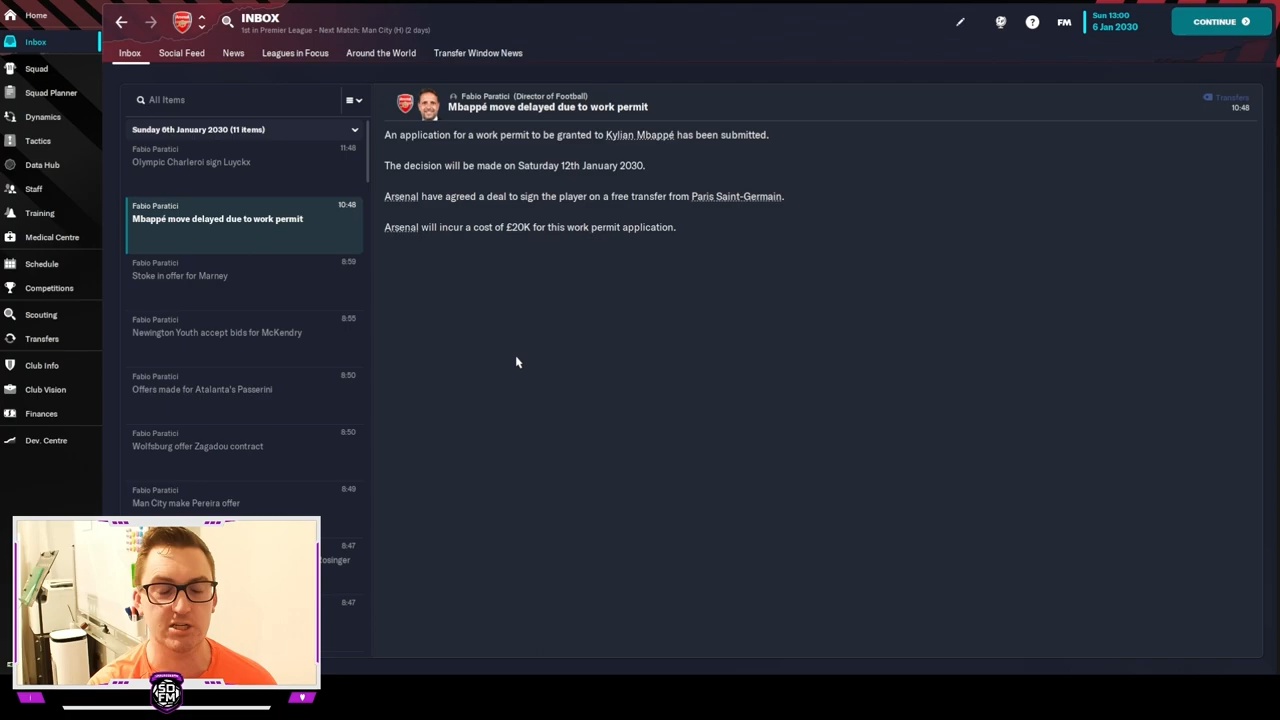 Home
INBOX
1st in Premier League - Next Match: Man City (H) (2 days)
FM
Sun 13:00
6 Jan 2030
CONTINUE
Inbox
Social Feed
News
Leagues in Focus
Around the World
Transfer Window News
Inbox
Squad
Squad Planner
Dynamics
Tactics
Data Hub
Staff
Training
Medical Centre
Schedule
Competitions
Scouting
Transfers
Club Info
Club Vision
Finances
Dev. Centre
All Items
Sunday 6th January 2030 (11 items)
Fabio Paratici 11:48
Olympic Charleroi sign Luyckx
Fabio Paratici 10:48
Mbappé move delayed due to work permit
Fabio Paratici 8:59
Stoke in offer for Marney
Fabio Paratici 8:55
Newington Youth accept bids for McKendry
Fabio Paratici 8:50
Offers made for Atalanta's Passerini
Fabio Paratici 8:50
Wolfsburg offer Zagadou contract
Fabio Paratici 8:49
Man City make Pereira offer
8:47
8:47
Fabio Paratici (Director of Football)
Mbappé move delayed due to work permit
Transfers
10:48
An application for a work permit to be granted to Kylian Mbappé has been submitted.
The decision will be made on Saturday 12th January 2030.
Arsenal have agreed a deal to sign the player on a free transfer from Paris Saint-Germain.
Arsenal will incur a cost of £20K for this work permit application.
SD
FM